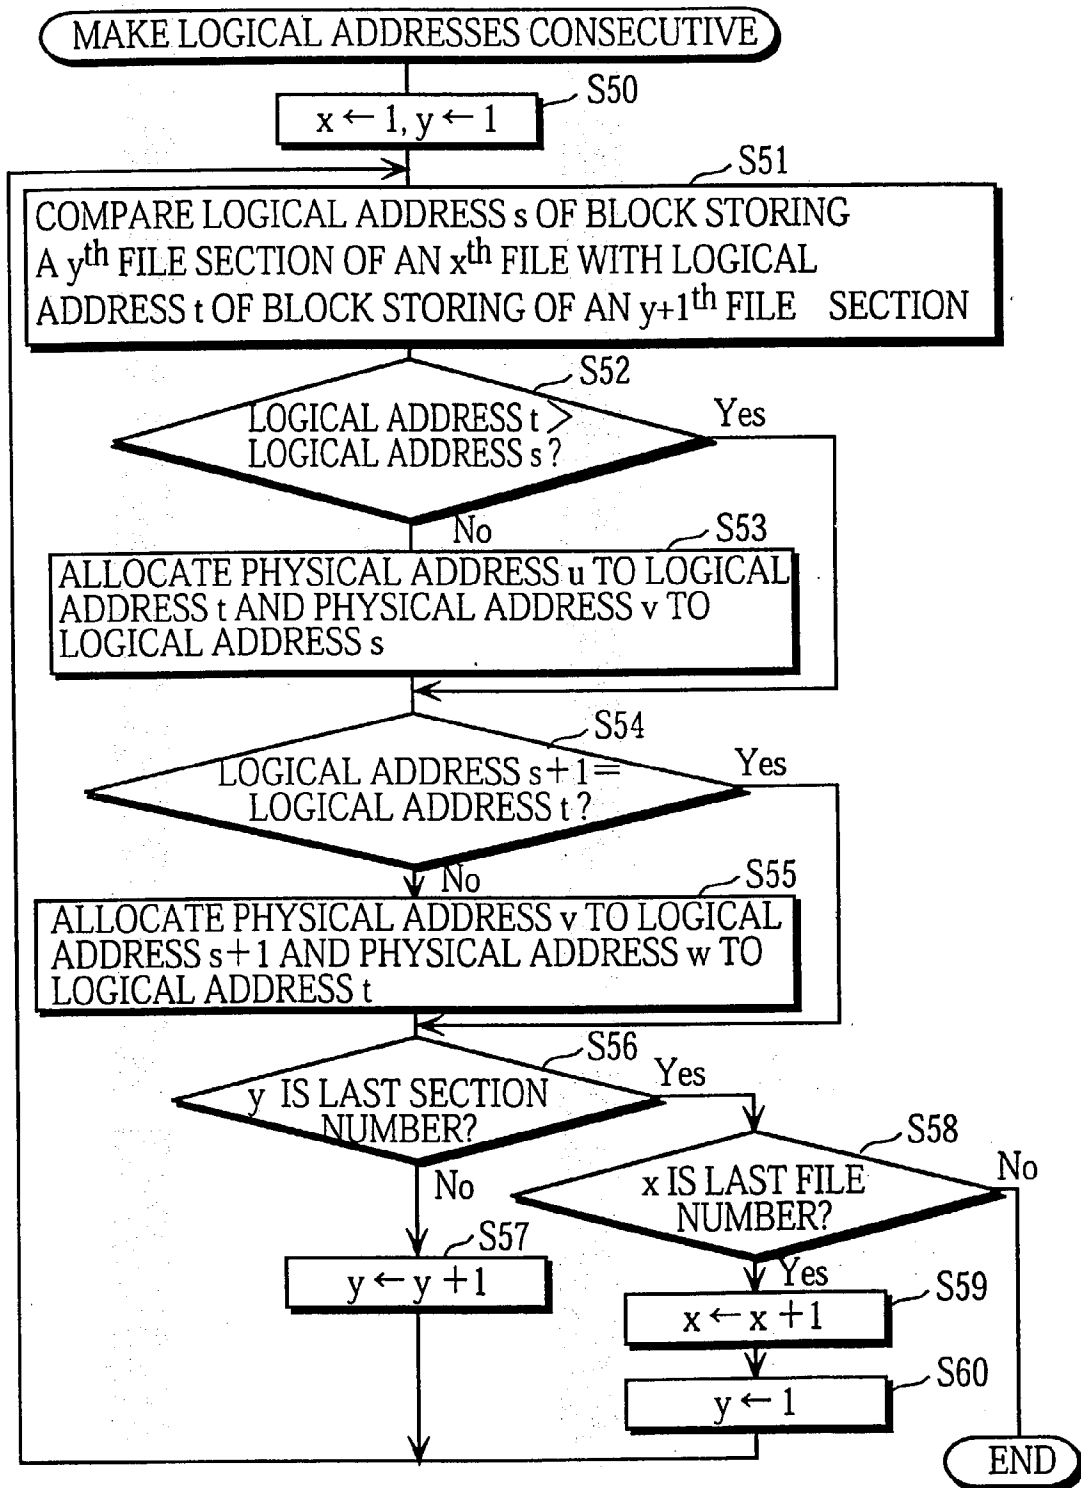 MAKE LOGICAL ADDRESSES CONSECUTIVE
S50
x ← 1, y ← 1
S51
COMPARE LOGICAL ADDRESS s OF BLOCK STORING
A yth FILE SECTION OF AN xth FILE WITH LOGICAL
ADDRESS t OF BLOCK STORING OF AN y+1th FILE SECTION
S52
LOGICAL ADDRESS t >
LOGICAL ADDRESS s?
Yes
No
S53
ALLOCATE PHYSICAL ADDRESS u TO LOGICAL
ADDRESS t AND PHYSICAL ADDRESS v TO
LOGICAL ADDRESS s
S54
LOGICAL ADDRESS s+1=
LOGICAL ADDRESS t?
Yes
No
S55
ALLOCATE PHYSICAL ADDRESS v TO LOGICAL
ADDRESS s+1 AND PHYSICAL ADDRESS w TO
LOGICAL ADDRESS t
S56
y IS LAST SECTION
NUMBER?
Yes
No
S58
x IS LAST FILE
NUMBER?
No
Yes
S57
y ← y +1
S59
x ← x +1
S60
y ← 1
END